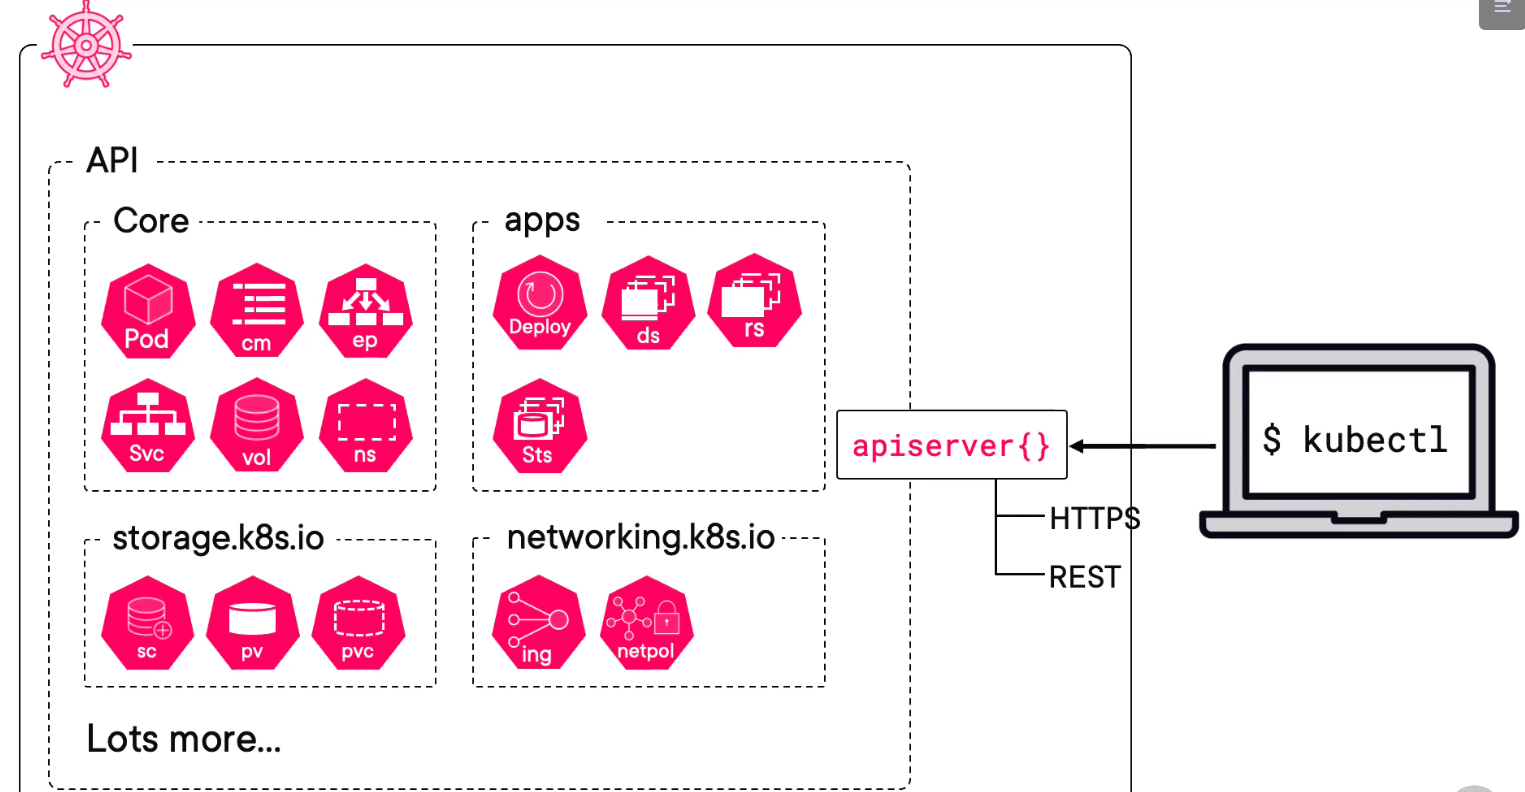 API
Core
Pod
cm
ep
Svc
vol
ns
apps
Deploy
ds
rs
Sts
storage.k8s.io
sc
pv
pvc
networking.k8s.io
ing
netpol
Lots more...
apiserver{}
HTTPS
REST
$ kubectl